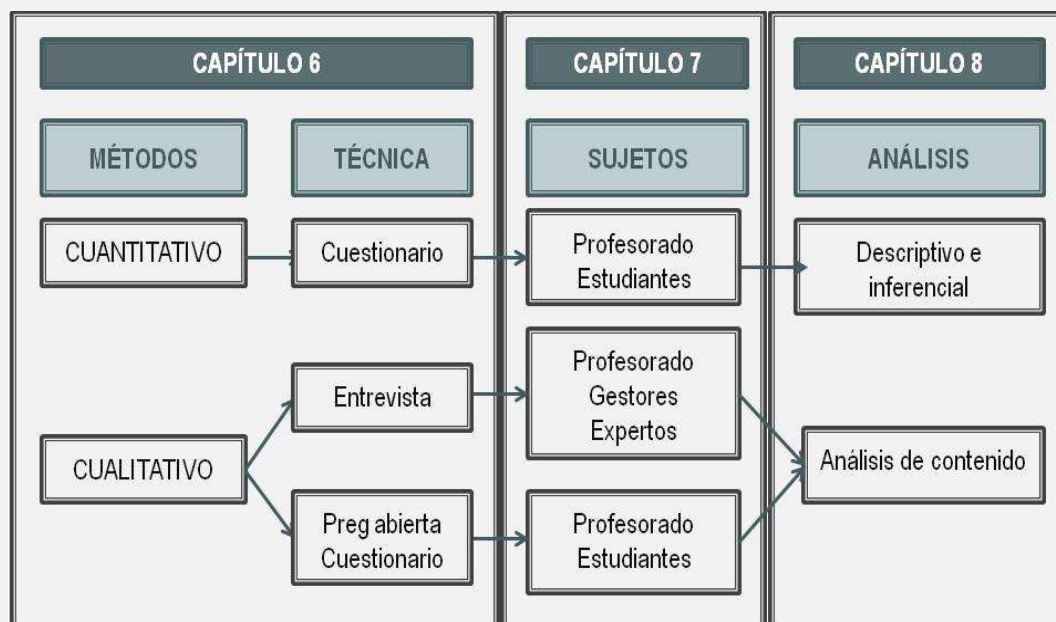 CAPÍTULO 6
CAPÍTULO 7
CAPÍTULO 8
MÉTODOS
TÉCNICA
SUJETOS
ANÁLISIS
CUANTITATIVO
Cuestionario
Profesorado
Estudiantes
Descriptivo e
inferencial
CUALITATIVO
Entrevista
Profesorado
Gestores
Expertos
Preg abierta
Cuestionario
Profesorado
Estudiantes
Análisis de contenido